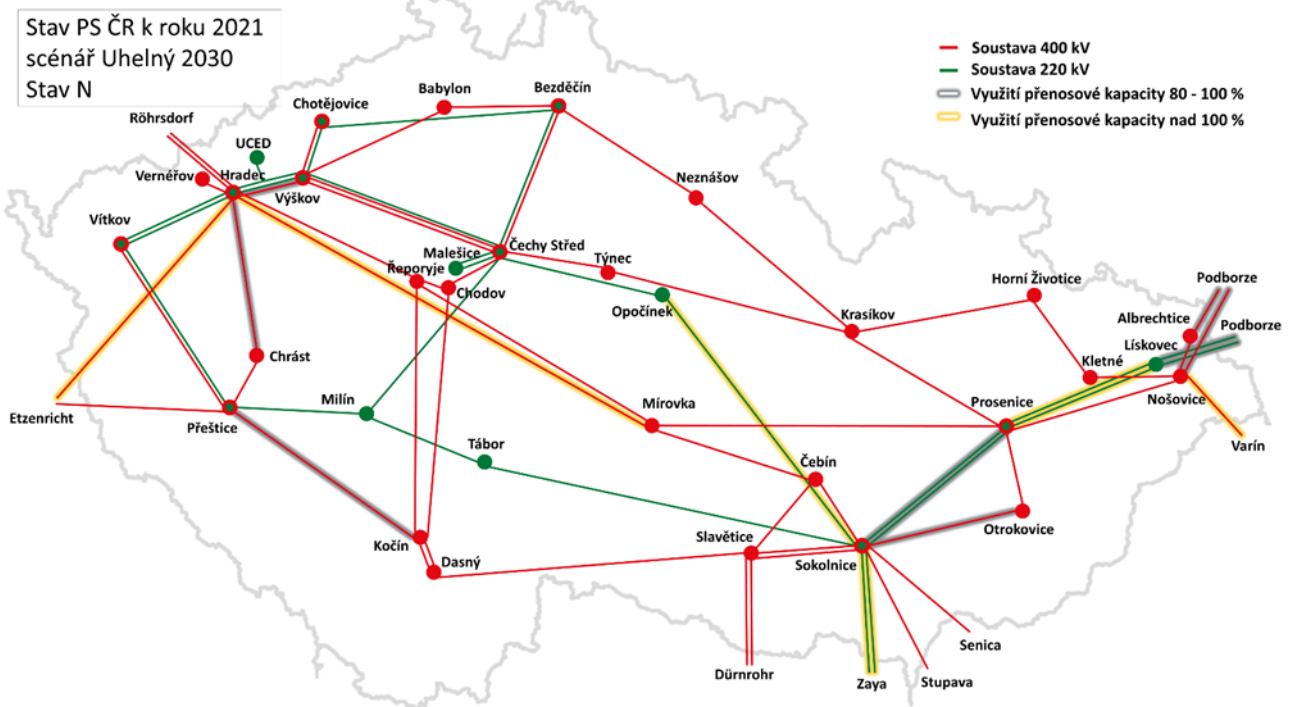 Stav PS ČR k roku 2021
scénář Uhelný 2030
Stav N
Soustava 400 kV
Soustava 220 kV
Využití přenosové kapacity 80 - 100 %
Využití přenosové kapacity nad 100 %
Babylon
Bezděčín
Chotějovice
Röhrsdorf
UCED
Vernéřov
Hradec
Výškov
Neznášov
Vítkov
Čechy Střed
Malešice
Týnec
Řeporyje
Chodov
Opočínek
Horní Životice
Podborze
Albrechtice
Podborze
Krasíkov
Lískovec
Kletné
Nošovice
Chrást
Etzenricht
Přeštice
Milín
Mírovka
Prosenice
Varín
Tábor
Čebín
Otrokovice
Kočín
Dasný
Slavětice
Sokolnice
Senica
Dürnrohr
Zaya
Stupava